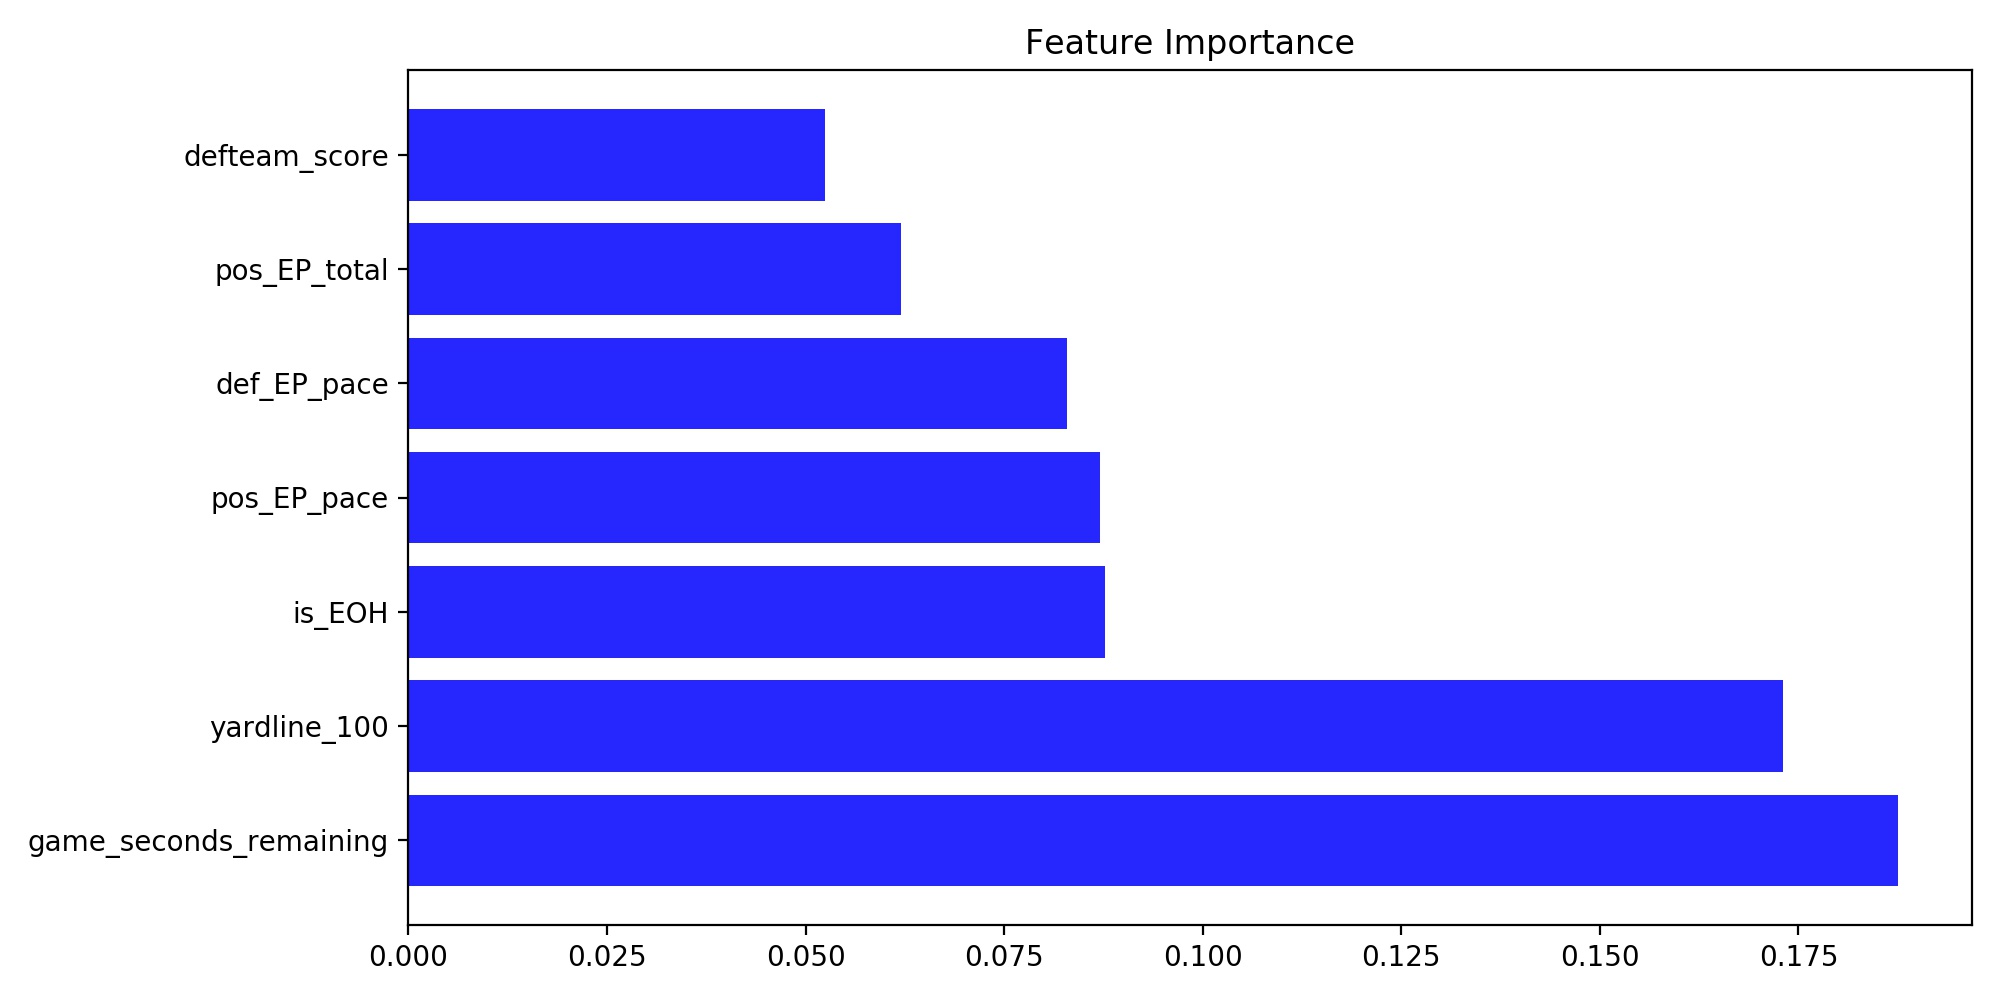 Feature Importance
defteam_score
pos_EP_total
def_EP_pace
pos_EP_pace
is_EOH
yardline_100
game_seconds_remaining
0.000 0.025 0.050 0.075 0.100 0.125 0.150 0.175